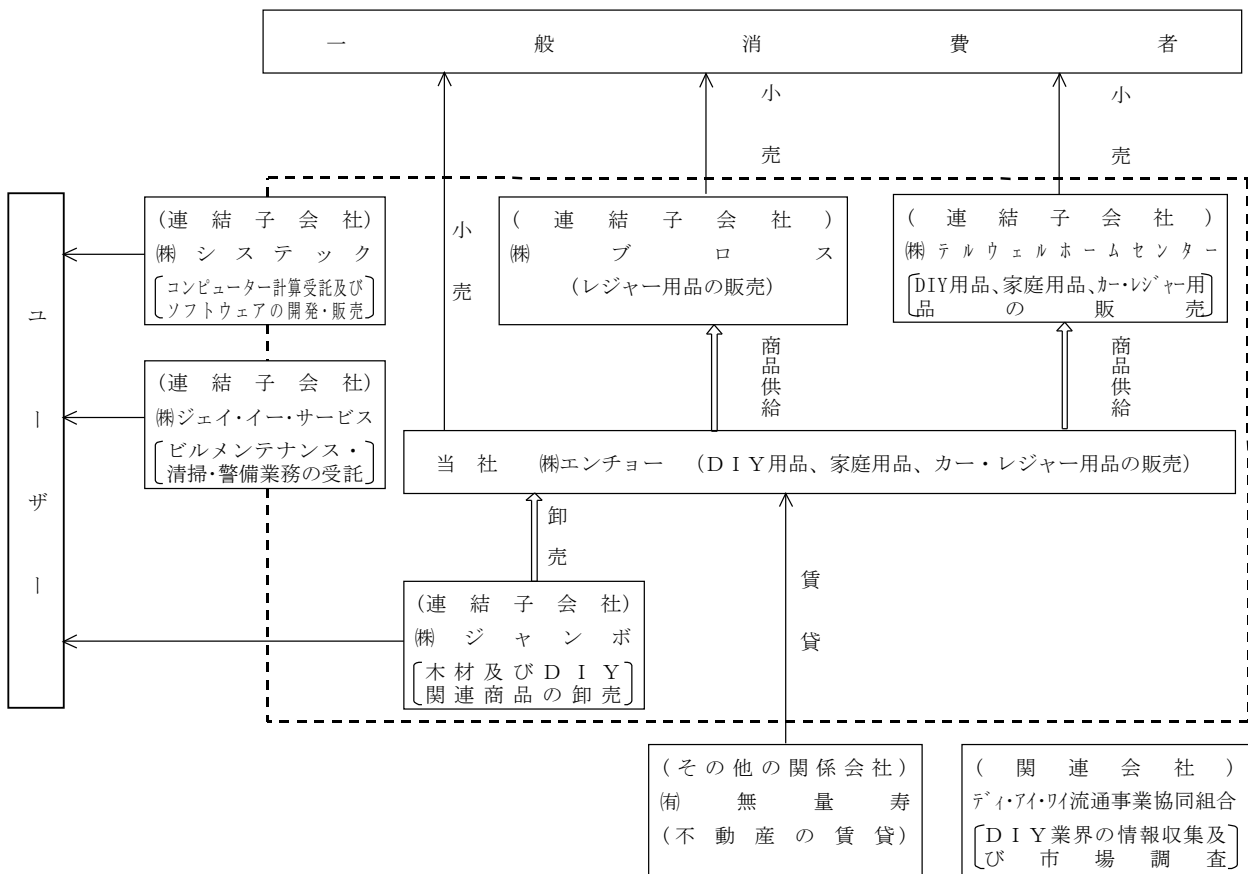 一般消費者
小売
小売
小売
ユーザー
(連結子会社)
㈱システック
コンピューター計算受託及び
ソフトウェアの開発・販売
(連結子会社)
㈱ブロス
(レジャー用品の販売)
(連結子会社)
㈱テルウェルホームセンター
DIY用品、家庭用品、カー・レジャー用
品の販売
商品供給
商品供給
(連結子会社)
㈱ジェイ・イー・サービス
ビルメンテナンス・
清掃・警備業務の受託
当社 ㈱エンチョー (DIY用品、家庭用品、カー・レジャー用品の販売)
卸売
賃貸
(連結子会社)
㈱ジャンボ
木材及びDIY
関連商品の卸売
(その他の関係会社)
㈲無量寿
(不動産の賃貸)
(関連会社)
ディ・アイ・ワイ流通事業協同組合
DIY業界の情報収集及
び市場調査